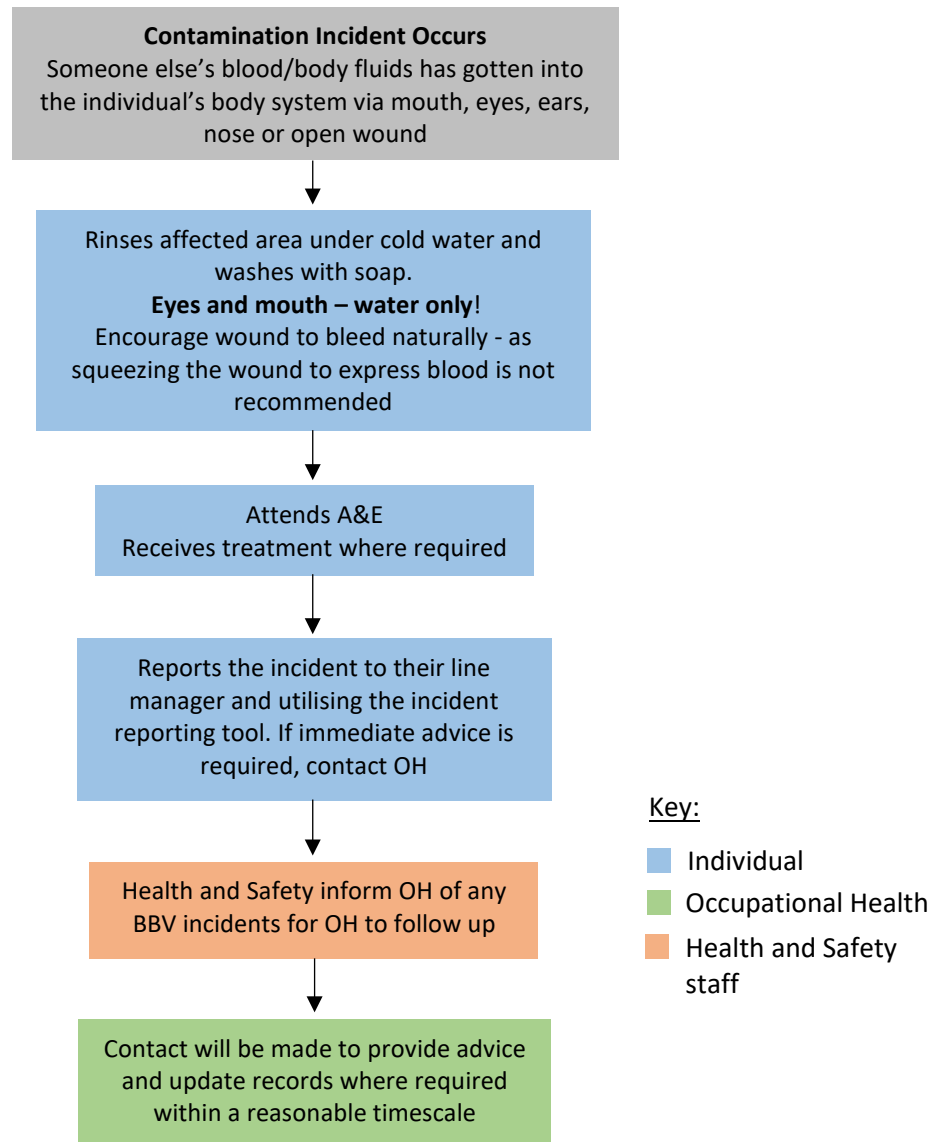 Contamination Incident Occurs
Someone else’s blood/body fluids has gotten into
the individual’s body system via mouth, eyes, ears,
nose or open wound
Rinses affected area under cold water and
washes with soap.
Eyes and mouth – water only!
Encourage wound to bleed naturally - as
squeezing the wound to express blood is not
recommended
Attends A&E
Receives treatment where required
Reports the incident to their line
manager and utilising the incident
reporting tool. If immediate advice is
required, contact OH
Health and Safety inform OH of any
BBV incidents for OH to follow up
Contact will be made to provide advice
and update records where required
within a reasonable timescale
Key:
Individual
Occupational Health
Health and Safety
staff